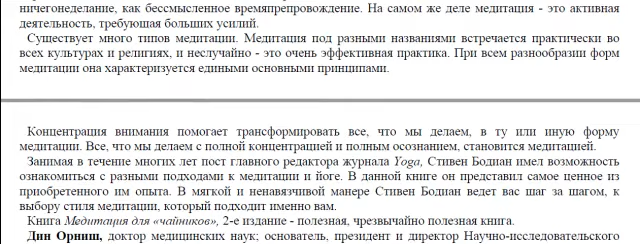 ничегонеделание, как бессмысленное времяпрепровождение. На самом же деле медитация - это активная
деятельность, требующая больших усилий.
Существует много типов медитации. Медитация под разными названиями встречается практически во
всех культурах и религиях, и неслучайно - это очень эффективная практика. При всем разнообразии форм
медитации она характеризуется едиными основными принципами.
Концентрация внимания помогает трансформировать все, что мы делаем, в ту или иную форму
медитации. Все, что мы делаем с полной концентрацией и полным осознанием, становится медитацией.
Занимая в течение многих лет пост главного редактора журнала Yoga, Стивен Бодиан имел возможность
ознакомиться с разными подходами к медитации и йоге. В данной книге он представил самое ценное из
приобретенного им опыта. В мягкой и ненавязчивой манере Стивен Бодиан ведет вас шаг за шагом, к
выбору стиля медитации, который подходит именно вам.
Книга Медитация для «чайников», 2-е издание - полезная, чрезвычайно полезная книга.
Дин Орниш, доктор медицинских наук; основатель, президент и директор Научно-исследовательского